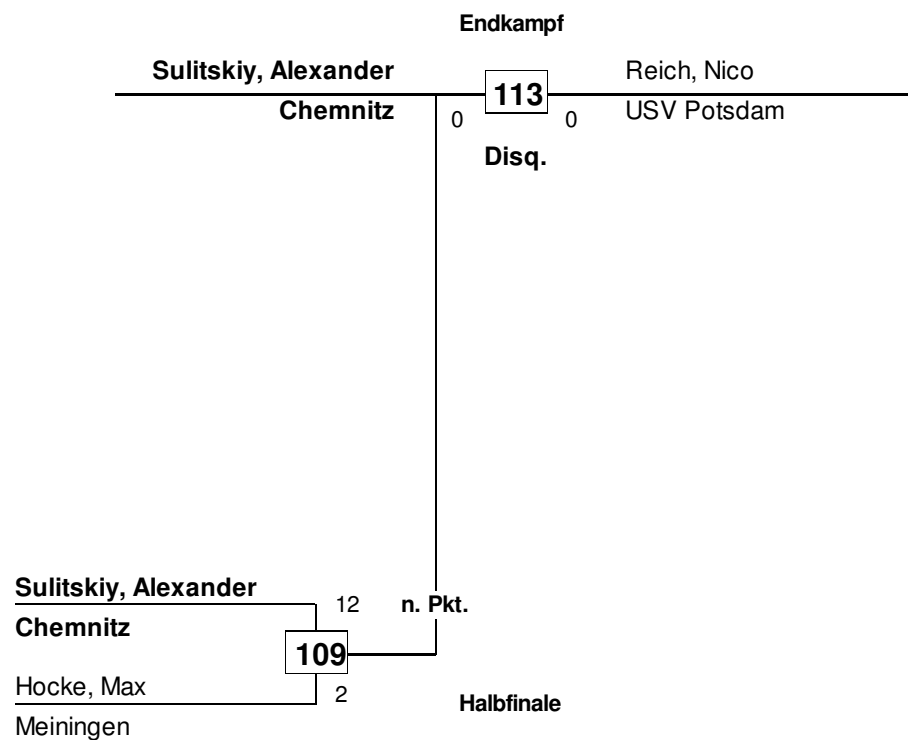 Endkampf
Sulitskiy, Alexander
Chemnitz
0
113
0
Disq.
Reich, Nico
USV Potsdam
Sulitskiy, Alexander
Chemnitz
12
n. Pkt.
109
Hocke, Max
Meiningen
2
Halbfinale